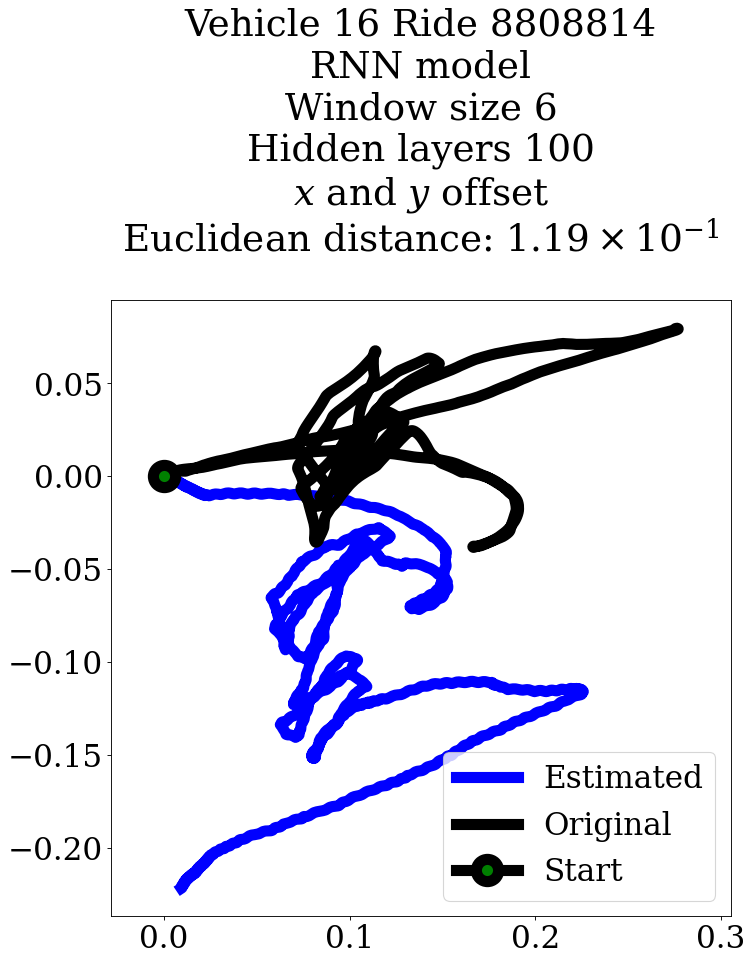 Vehicle 16 Ride 8808814
RNN model
Window size 6
Hidden layers 100
x and y offset
Euclidean distance: 1.19 × 10⁻¹
0.05
0.00
−0.05
−0.10
−0.15
−0.20
Estimated
Original
Start
0.0 0.1 0.2 0.3